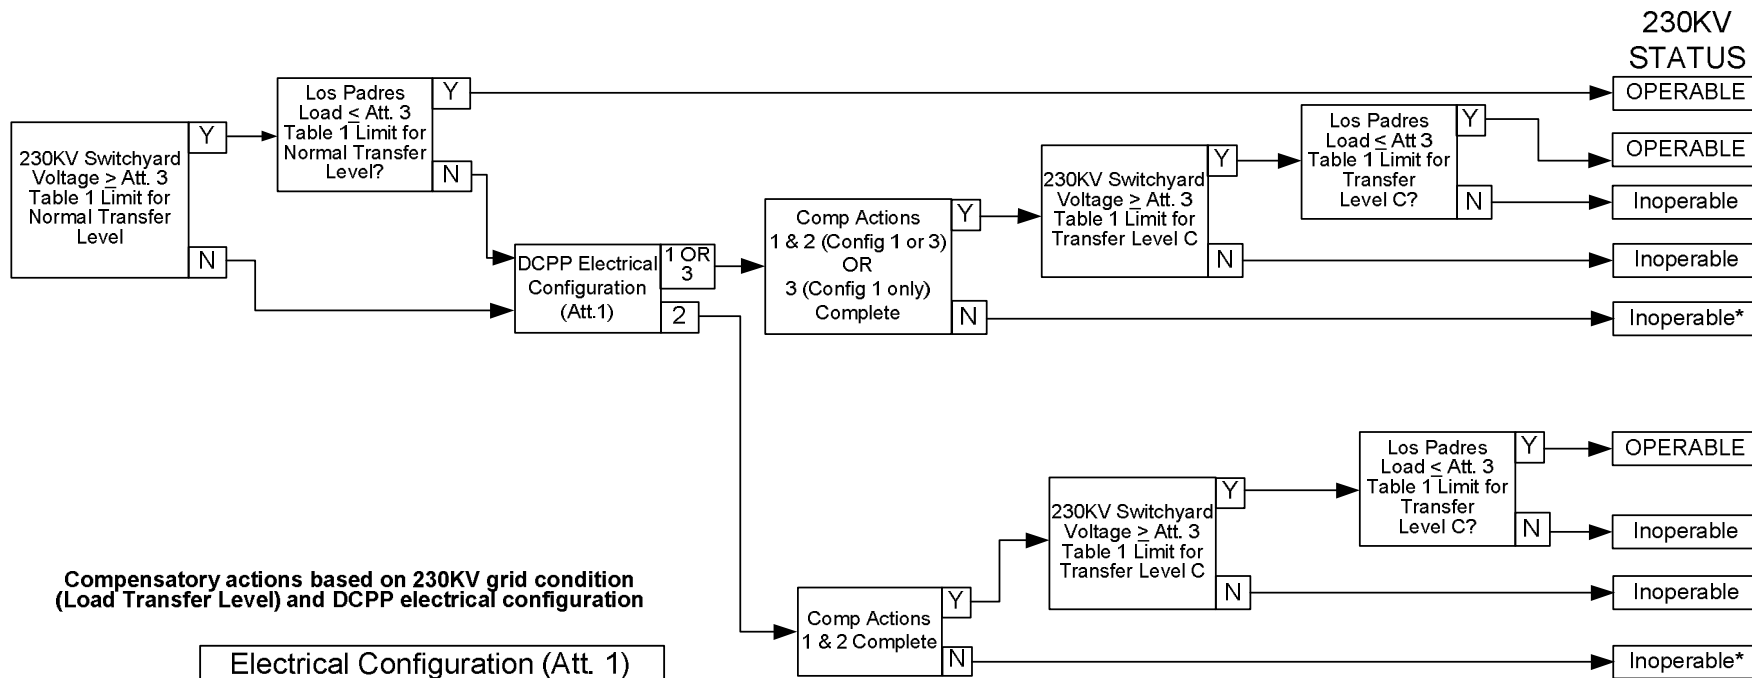 230KV
STATUS
230KV Switchyard
Voltage ≥ Att. 3
Table 1 Limit for
Normal Transfer
Level
Y
N
Los Padres
Load ≤ Att. 3
Table 1 Limit for
Normal Transfer
Level?
Y
N
OPERABLE
DCPP Electrical
Configuration
(Att.1)
1 OR
3
2
Comp Actions
1 & 2 (Config 1 or 3)
OR
3 (Config 1 only)
Complete
Y
N
230KV Switchyard
Voltage ≥ Att. 3
Table 1 Limit for
Transfer Level C
Y
N
Los Padres
Load ≤ Att 3
Table 1 Limit for
Transfer
Level C?
Y
N
OPERABLE
Inoperable
Inoperable
Inoperable*
Comp Actions
1 & 2 Complete
Y
N
230KV Switchyard
Voltage ≥ Att. 3
Table 1 Limit for
Transfer Level C
Y
N
Los Padres
Load ≤ Att. 3
Table 1 Limit for
Transfer
Level C?
Y
N
OPERABLE
Inoperable
Inoperable
Inoperable*
Compensatory actions based on 230KV grid condition
(Load Transfer Level) and DCPP electrical configuration
Electrical Configuration (Att. 1)